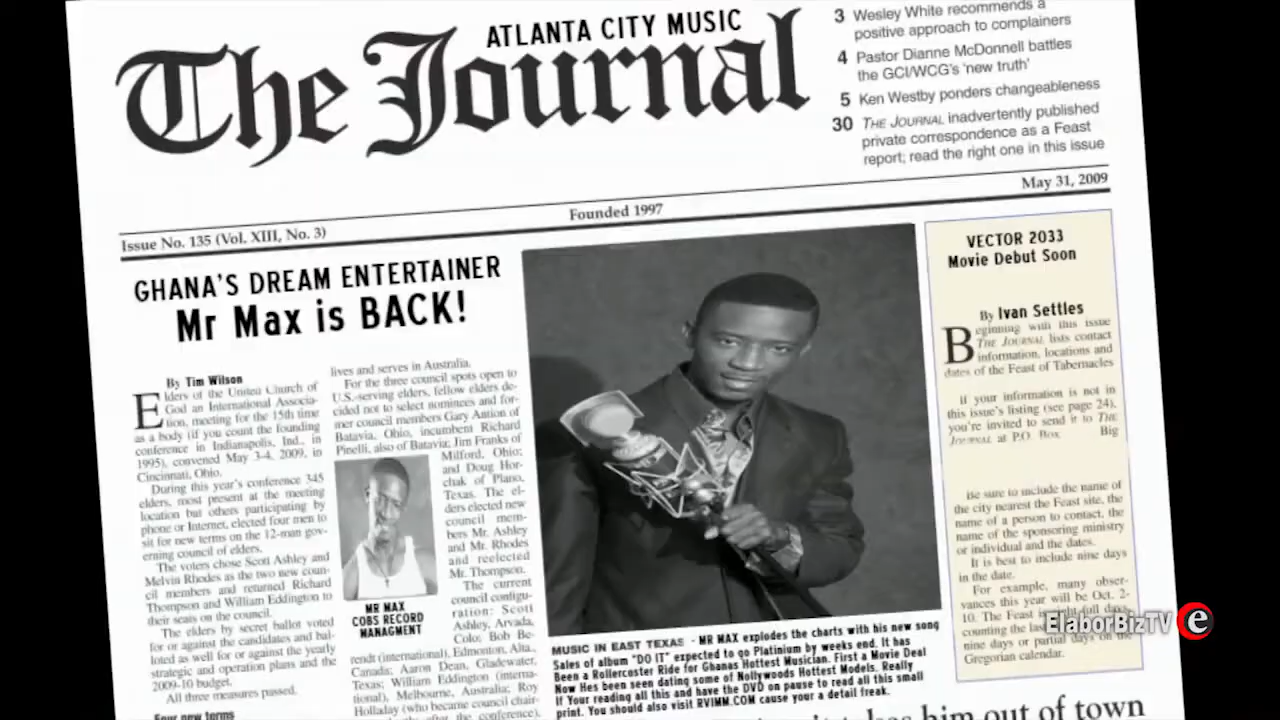 ATLANTA CITY MUSIC
The Journal
3 Wesley White recommends a
positive approach to complainers
4 Pastor Dianne McDonnell battles
the GCI/WCG's 'new truth'
5 Ken Westby ponders changeableness
30 THE JOURNAL inadvertently published
private correspondence as a Feast
report; read the right one in this issue
Issue No. 135 (Vol. XIII, No. 3)
Founded 1997
May 31, 2009
GHANA'S DREAM ENTERTAINER
Mr Max is BACK!
By Tim Wilson
Elders of the United Church of
God an International Associa-
tion, meeting for the 15th time
as a body (if you count the founding
conference in Indianapolis, Ind., in
1995), convened May 3-4, 2009, in
Cincinnati, Ohio.
During this year's conference 345
elders, most present at the meeting
location but others participating by
phone or Internet, elected four men to
sit for new terms on the 12-man gov-
erning council of elders.
The voters chose Scott Ashley and
Melvin Rhodes as the two new coun-
cil members and returned Richard
Thompson and William Eddington to
their seats on the council.
The elders by secret ballot voted
for or against the candidates and bal-
loted as well for or against the yearly
strategic and operation plans and the
2009-10 budget.
All three measures passed.
Four new terms
lives and serves in Australia.
For the three council spots open to
U.S.-serving elders, fellow elders de-
cided not to select nominees and for-
mer council members Gary Antion of
Batavia, Ohio, incumbent Richard
Pinelli, also of Batavia; Jim Franks of
Milford, Ohio;
and Doug Hor-
chak of Plano,
Texas. The el-
ders elected new
council mem-
bers Mr. Ashley
and Mr. Rhodes
and reelected
Mr. Thompson.
The current
council configu-
ration: Scott
Ashley, Arvada,
Colo; Bob Be-
MR MAX
COBS RECORD
MANAGMENT
rendt (international), Edmonton, Alta.,
Canada; Aaron Dean, Gladewater,
Texas; William Eddington (interna-
tional), Melbourne, Australia; Roy
Holladay (who became council chair-
the conference),
MUSIC IN EAST TEXAS - MR MAX explodes the charts with his new song
Sales of album "DO IT" expected to go Platinium by weeks end. It has
Been a Rollercoster Ride for Ghanas Hottest Musician. First a Movie Deal
Now Hes been seen dating some of Nollywoods Hottest Models. Really
If Your reading all this and have the DVD on pause to read all this small
print. You should also visit RVIMM.COM cause your a detail freak.
him out of town
VECTOR 2033
Movie Debut Soon
By Ivan Settles
Beginning with this issue
THE JOURNAL lists contact
information, locations and
dates of the Feast of Tabernacles
if your information is not in
this issue's listing (see page 24),
you're invited to send it to THE
JOURNAL at P.O. Box Big
Be sure to include the name of
the city nearest the Feast site, the
name of a person to contact, the
name of the sponsoring ministry
or individual and the dates.
It is best to include nine days
in the date.
For example, many obser-
vances this year will be Oct. 2-
10. The Feast is eight full days,
counting the last
nine days or partial days on the
Gregorian calendar.
ElaborBizTV e